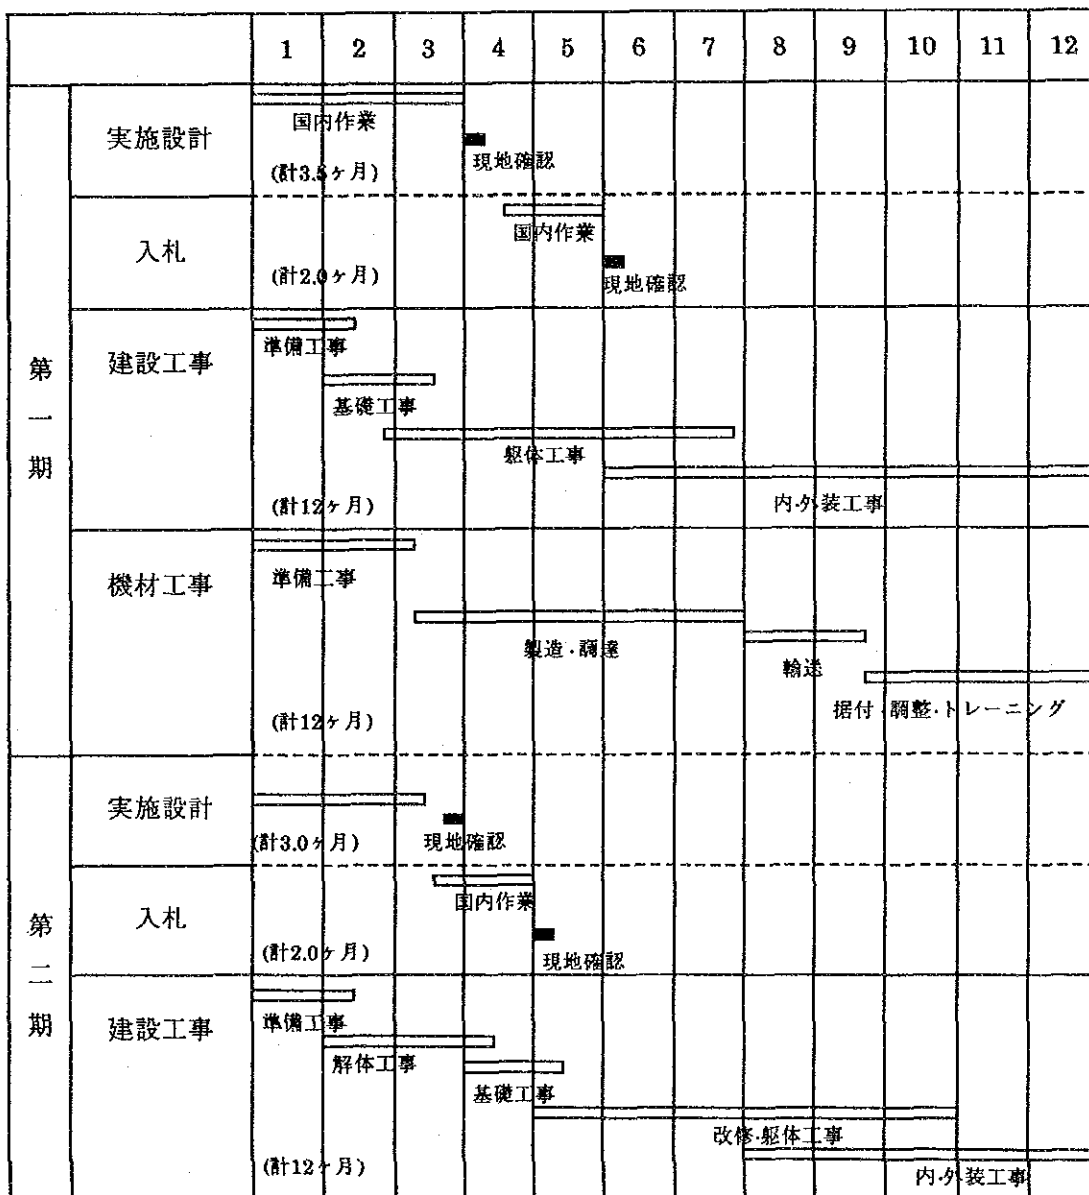 1 2 3 4 5 6 7 8 9 10 11 12
第一期
実施設計
国内作業
現地確認
(計3.5ヶ月)
入札
国内作業
現地確認
(計2.0ヶ月)
建設工事
準備工事
基礎工事
躯体工事
内・外装工事
(計12ヶ月)
機材工事
準備工事
製造・調達
輸送
据付・調整・トレーニング
(計12ヶ月)
第二期
実施設計
現地確認
(計3.0ヶ月)
入札
国内作業
現地確認
(計2.0ヶ月)
建設工事
準備工事
解体工事
基礎工事
改修・躯体工事
内・外装工事
(計12ヶ月)